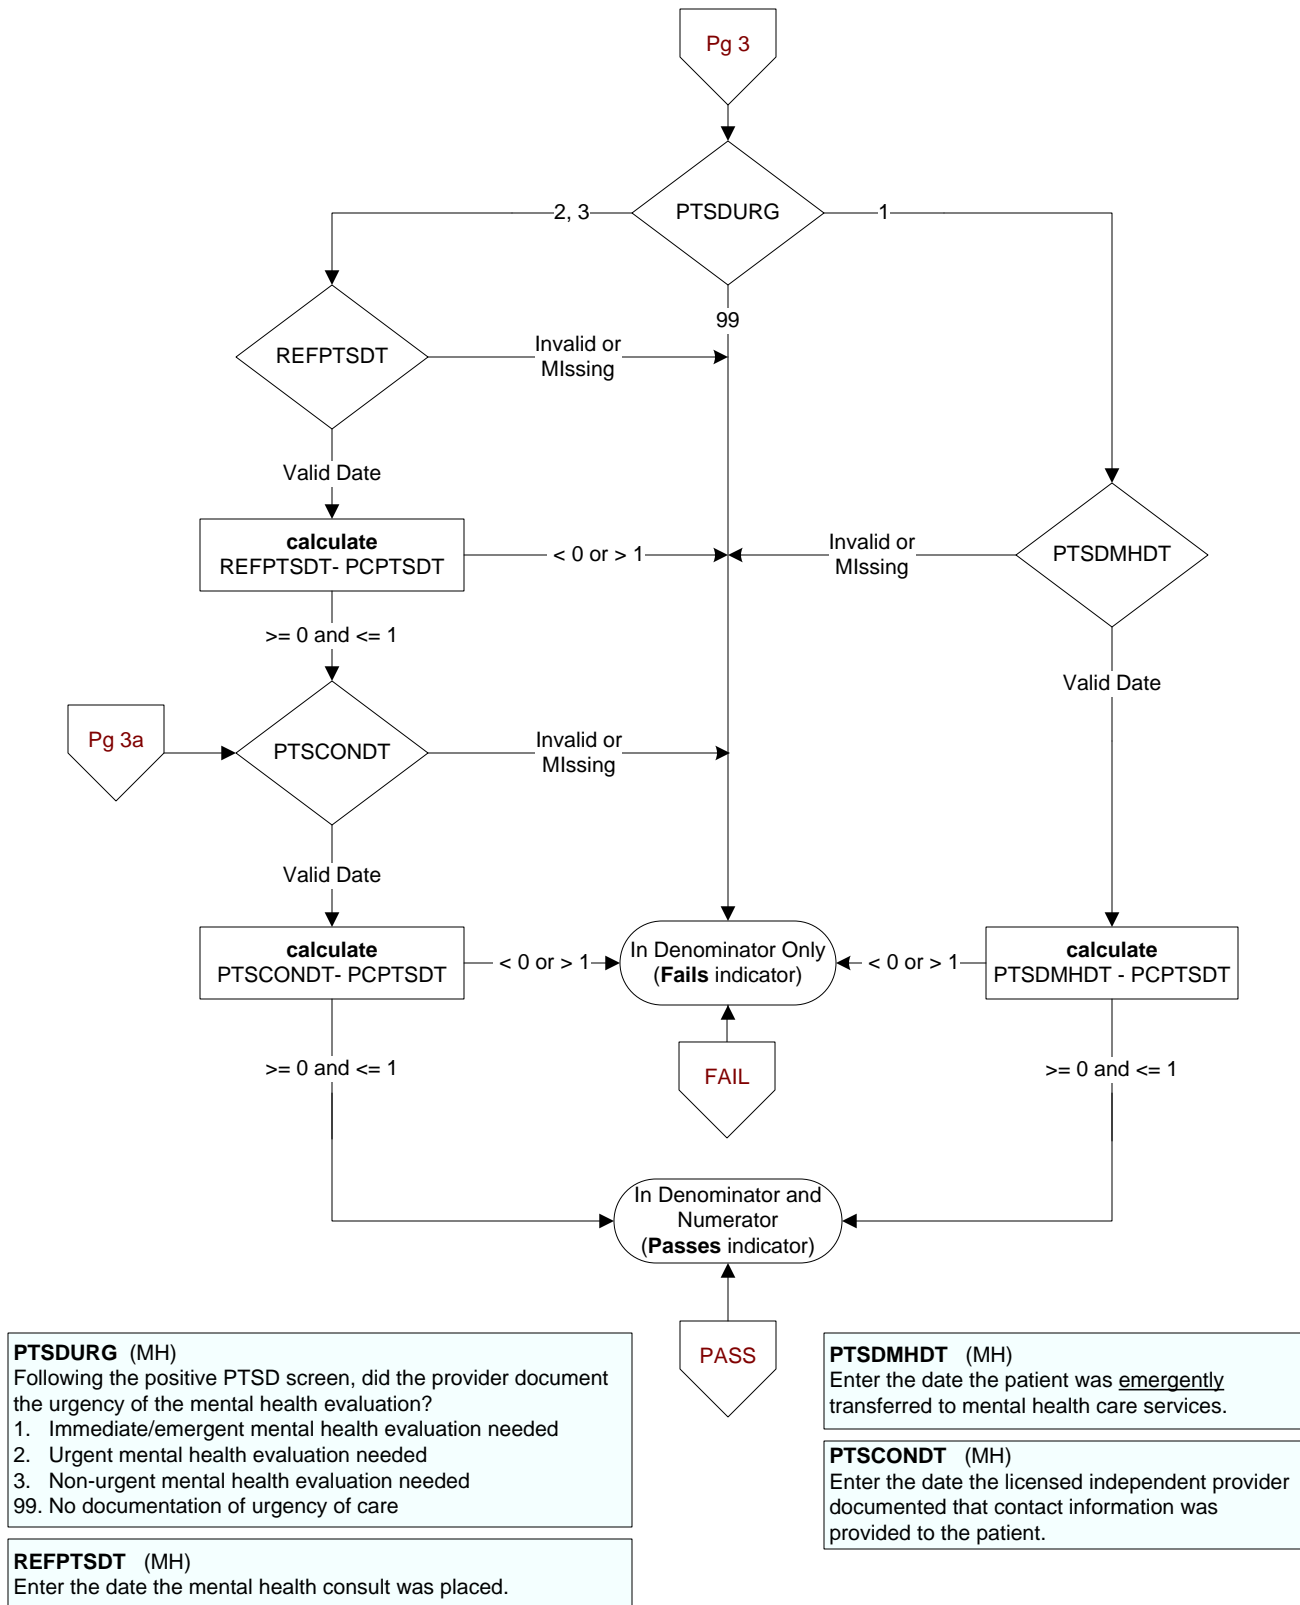 Pg 3
PTSDURG
2, 3
1
99
REFPTSDT
Invalid or
MIssing
Valid Date
calculate
REFPTSDT- PCPTSDT
< 0 or > 1
Invalid or
MIssing
PTSDMHDT
>= 0 and <= 1
Valid Date
Pg 3a
PTSCONDT
Invalid or
MIssing
Valid Date
calculate
PTSCONDT- PCPTSDT
< 0 or > 1
In Denominator Only
(Fails indicator)
< 0 or > 1
calculate
PTSDMHDT - PCPTSDT
>= 0 and <= 1
FAIL
>= 0 and <= 1
In Denominator and
Numerator
(Passes indicator)
PASS
PTSDURG (MH)
Following the positive PTSD screen, did the provider document
the urgency of the mental health evaluation?
1. Immediate/emergent mental health evaluation needed
2. Urgent mental health evaluation needed
3. Non-urgent mental health evaluation needed
99. No documentation of urgency of care
REFPTSDT (MH)
Enter the date the mental health consult was placed.
PTSDMHDT (MH)
Enter the date the patient was emergently
transferred to mental health care services.
PTSCONDT (MH)
Enter the date the licensed independent provider
documented that contact information was
provided to the patient.